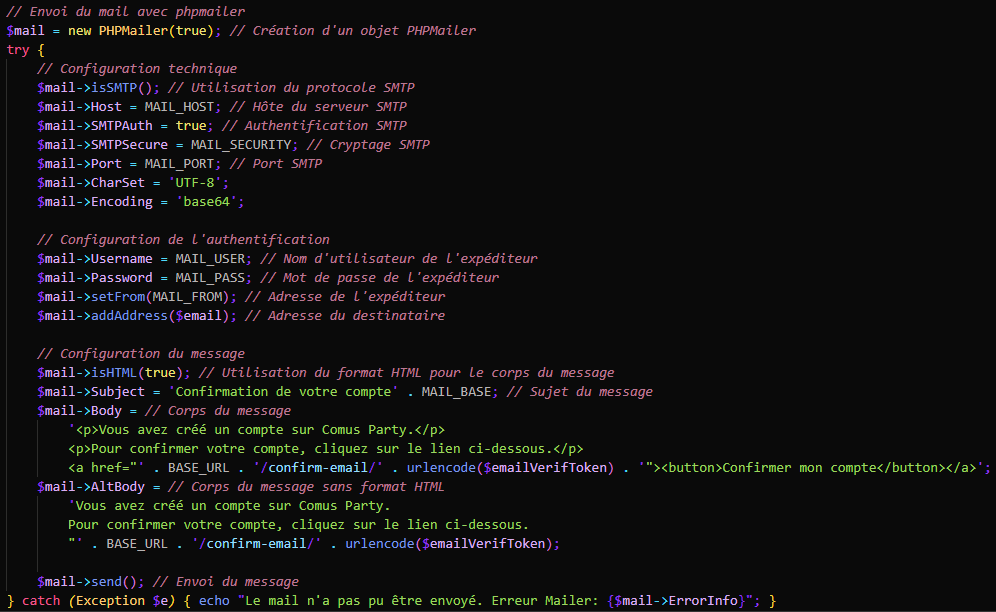 // Envoi du mail avec phpmailer
$mail = new PHPMailer(true); // Création d'un objet PHPMailer
try {
    // Configuration technique
    $mail->isSMTP(); // Utilisation du protocole SMTP
    $mail->Host = MAIL_HOST; // Hôte du serveur SMTP
    $mail->SMTPAuth = true; // Authentification SMTP
    $mail->SMTPSecure = MAIL_SECURITY; // Cryptage SMTP
    $mail->Port = MAIL_PORT; // Port SMTP
    $mail->CharSet = 'UTF-8';
    $mail->Encoding = 'base64';

    // Configuration de l'authentification
    $mail->Username = MAIL_USER; // Nom d'utilisateur de l'expéditeur
    $mail->Password = MAIL_PASS; // Mot de passe de l'expéditeur
    $mail->setFrom(MAIL_FROM); // Adresse de l'expéditeur
    $mail->addAddress($email); // Adresse du destinataire

    // Configuration du message
    $mail->isHTML(true); // Utilisation du format HTML pour le corps du message
    $mail->Subject = 'Confirmation de votre compte' . MAIL_BASE; // Sujet du message
    $mail->Body = // Corps du message
        '<p>Vous avez créé un compte sur Comus Party.</p>
        <p>Pour confirmer votre compte, cliquez sur le lien ci-dessous.</p>
        <a href="' . BASE_URL . '/confirm-email/' . urlencode($emailVerifToken) . '"><button>Confirmer mon compte</button></a>';
    $mail->AltBody = // Corps du message sans format HTML
        'Vous avez créé un compte sur Comus Party.
        Pour confirmer votre compte, cliquez sur le lien ci-dessous.
        "' . BASE_URL . '/confirm-email/' . urlencode($emailVerifToken);

    $mail->send(); // Envoi du message
} catch (Exception $e) { echo "Le mail n'a pas pu être envoyé. Erreur Mailer: {$mail->ErrorInfo}"; }